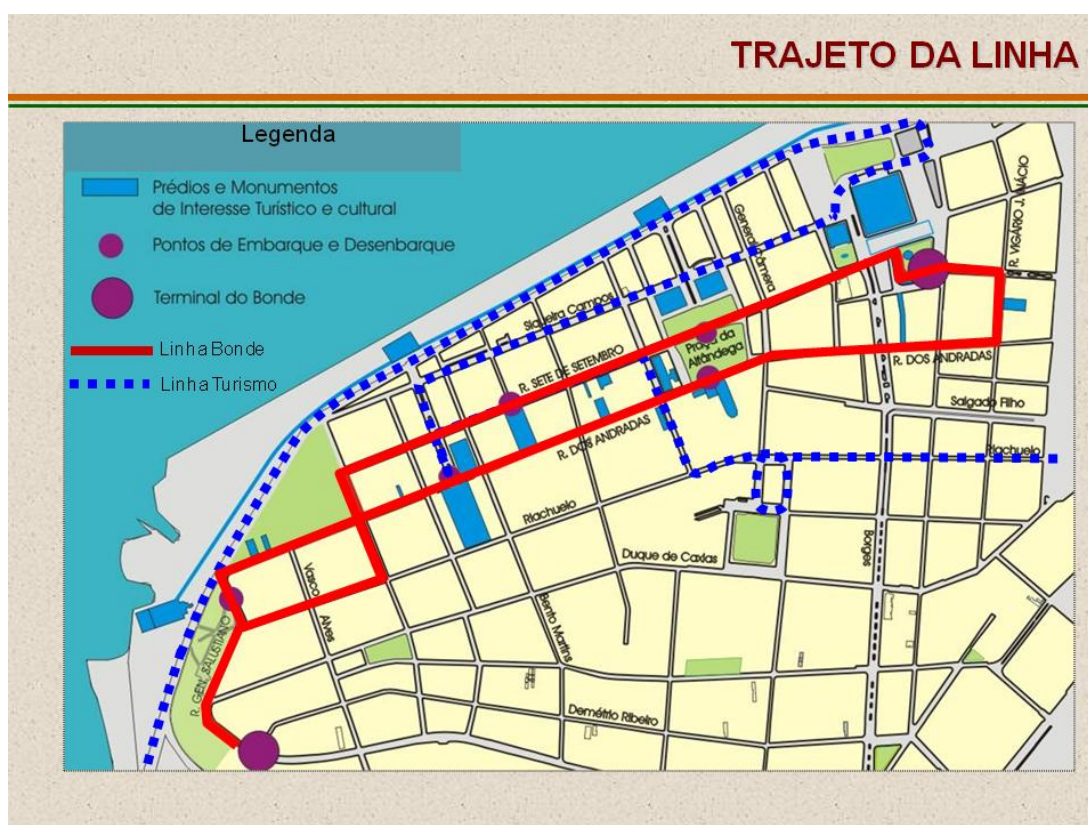 TRAJETO DA LINHA
Legenda
Prédios e Monumentos
de Interesse Turístico e cultural
Pontos de Embarque e Desenbarque
Terminal do Bonde
Linha Bonde
Linha Turismo
R. VIGÁRIO J. INÁCIO
General Câmera
Siqueira Campos
Praça da
Alfândega
R. SETE DE SETEMBRO
R. DOS ANDRADAS
Salgado Filho
R. DOS ANDRADAS
Riachuelo
Riachuelo
Duque de Caxias
Borges
Vasco
Alves
Bento Martins
R. GEN. SALUSTIANO
Demétrio Ribeiro